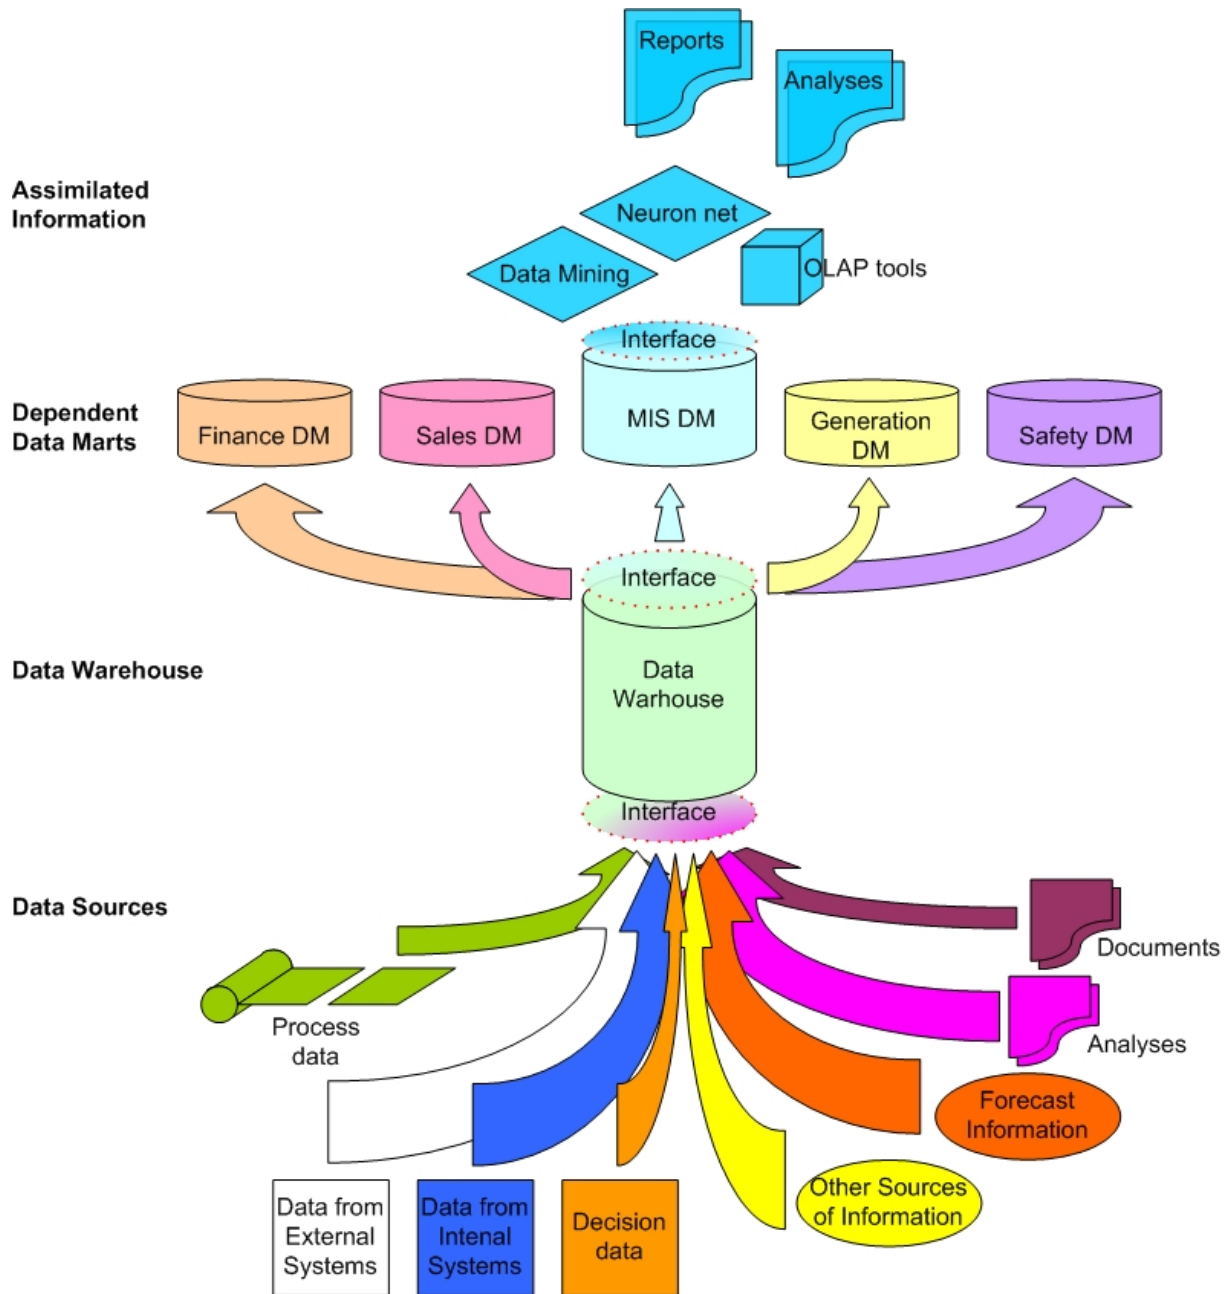 Reports
Analyses
Assimilated
Information
Neuron net
Data Mining
OLAP tools
Interface
Dependent
Data Marts
Finance DM
Sales DM
MIS DM
Generation
DM
Safety DM
Interface
Data Warehouse
Data
Warhouse
Interface
Data Sources
Documents
Process
data
Analyses
Forecast
Information
Other Sources
of Information
Data from
External
Systems
Data from
Intenal
Systems
Decision
data